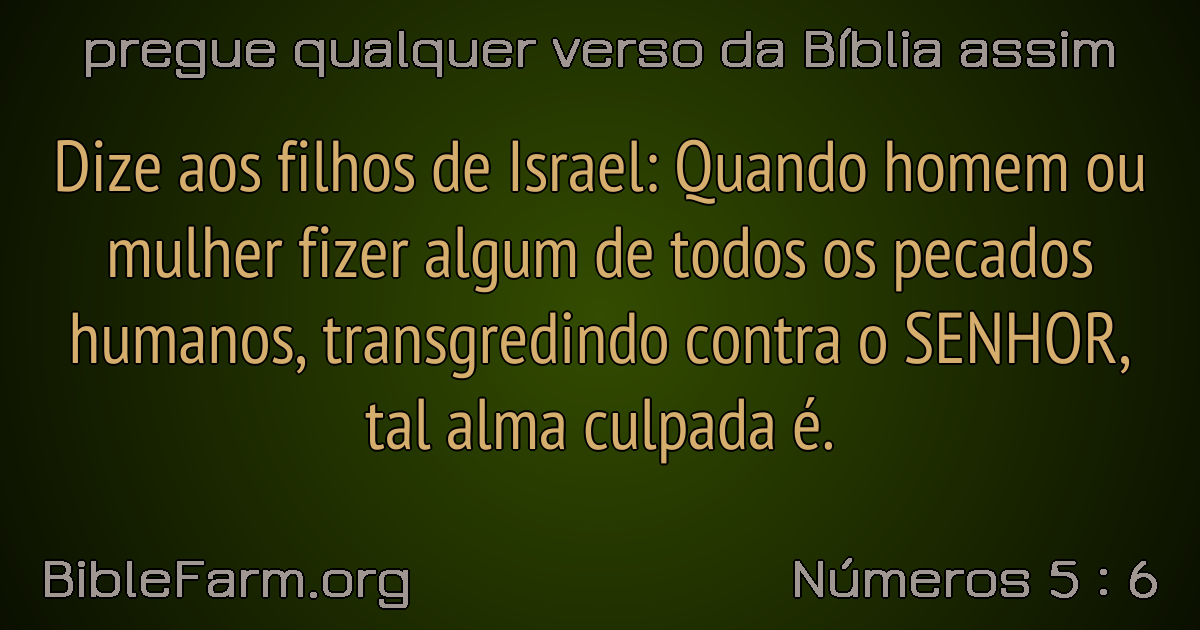 pregue qualquer verso da Bíblia assim
Dize aos filhos de Israel: Quando homem ou
mulher fizer algum de todos os pecados
humanos, transgredindo contra o SENHOR,
tal alma culpada é.
BibleFarm.org
Números 5 : 6